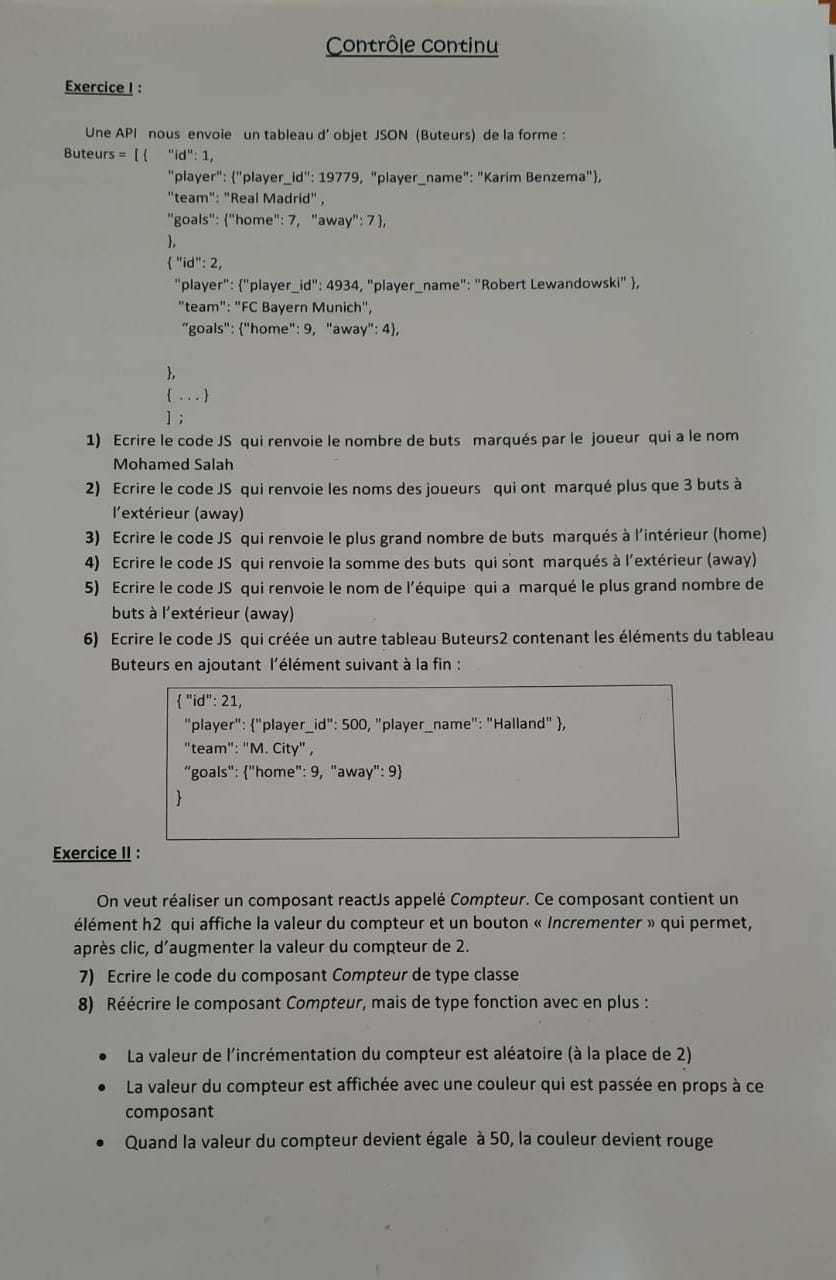 Contrôle continu
Exercice I :
Une API nous envoie un tableau d' objet JSON (Buteurs) de la forme :
Buteurs = [ { "id": 1,
"player": {"player_id": 19779, "player_name": "Karim Benzema"},
"team": "Real Madrid" ,
"goals": {"home": 7, "away": 7 },
},
{ "id": 2,
"player": {"player_id": 4934, "player_name": "Robert Lewandowski" },
"team": "FC Bayern Munich",
“goals": {"home": 9, "away": 4},
},
{ . . . }
] ;
1) Ecrire le code JS qui renvoie le nombre de buts marqués par le joueur qui a le nom
Mohamed Salah
2) Ecrire le code JS qui renvoie les noms des joueurs qui ont marqué plus que 3 buts à
l’extérieur (away)
3) Ecrire le code JS qui renvoie le plus grand nombre de buts marqués à l’intérieur (home)
4) Ecrire le code JS qui renvoie la somme des buts qui sont marqués à l’extérieur (away)
5) Ecrire le code JS qui renvoie le nom de l’équipe qui a marqué le plus grand nombre de
buts à l’extérieur (away)
6) Ecrire le code JS qui créée un autre tableau Buteurs2 contenant les éléments du tableau
Buteurs en ajoutant l’élément suivant à la fin :
{ "id": 21,
"player": {"player_id": 500, "player_name": "Halland" },
"team": "M. City" ,
“goals": {"home": 9, "away": 9}
}
Exercice II :
On veut réaliser un composant reactJs appelé Compteur. Ce composant contient un
élément h2 qui affiche la valeur du compteur et un bouton « Incrementer » qui permet,
après clic, d’augmenter la valeur du compteur de 2.
7) Ecrire le code du composant Compteur de type classe
8) Réécrire le composant Compteur, mais de type fonction avec en plus :
• La valeur de l’incrémentation du compteur est aléatoire (à la place de 2)
• La valeur du compteur est affichée avec une couleur qui est passée en props à ce
composant
• Quand la valeur du compteur devient égale à 50, la couleur devient rouge